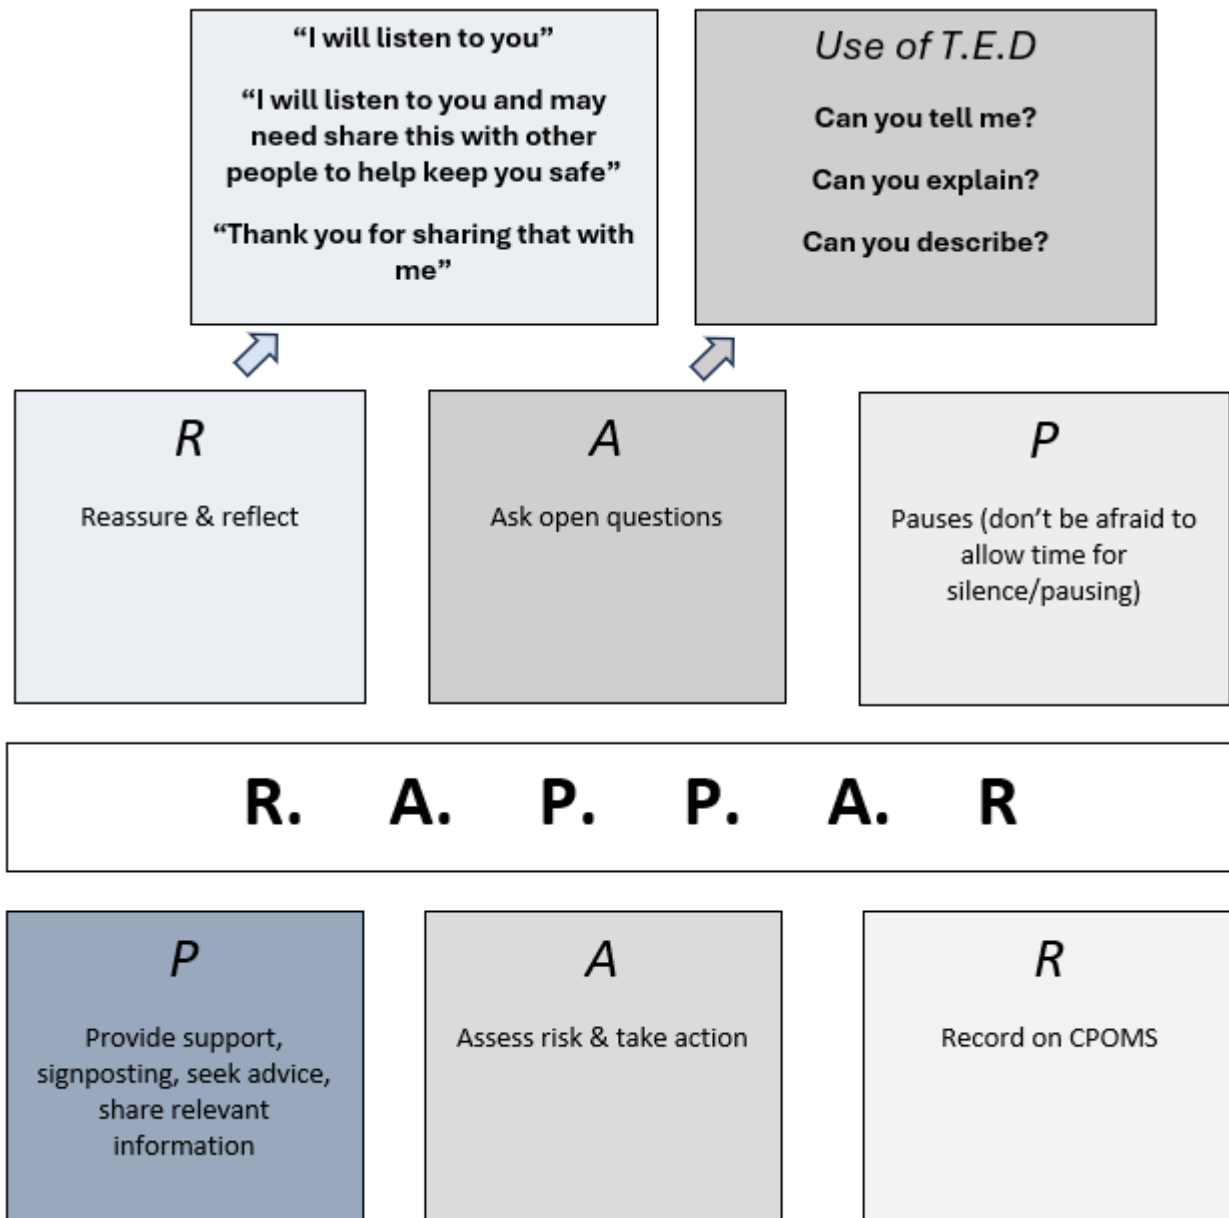 “I will listen to you”
“I will listen to you and may
need share this with other
people to help keep you safe”
“Thank you for sharing that with
me”
Use of T.E.D
Can you tell me?
Can you explain?
Can you describe?
R
Reassure & reflect
A
Ask open questions
P
Pauses (don’t be afraid to
allow time for
silence/pausing)
R. A. P. P. A. R
P
Provide support,
signposting, seek advice,
share relevant
information
A
Assess risk & take action
R
Record on CPOMS